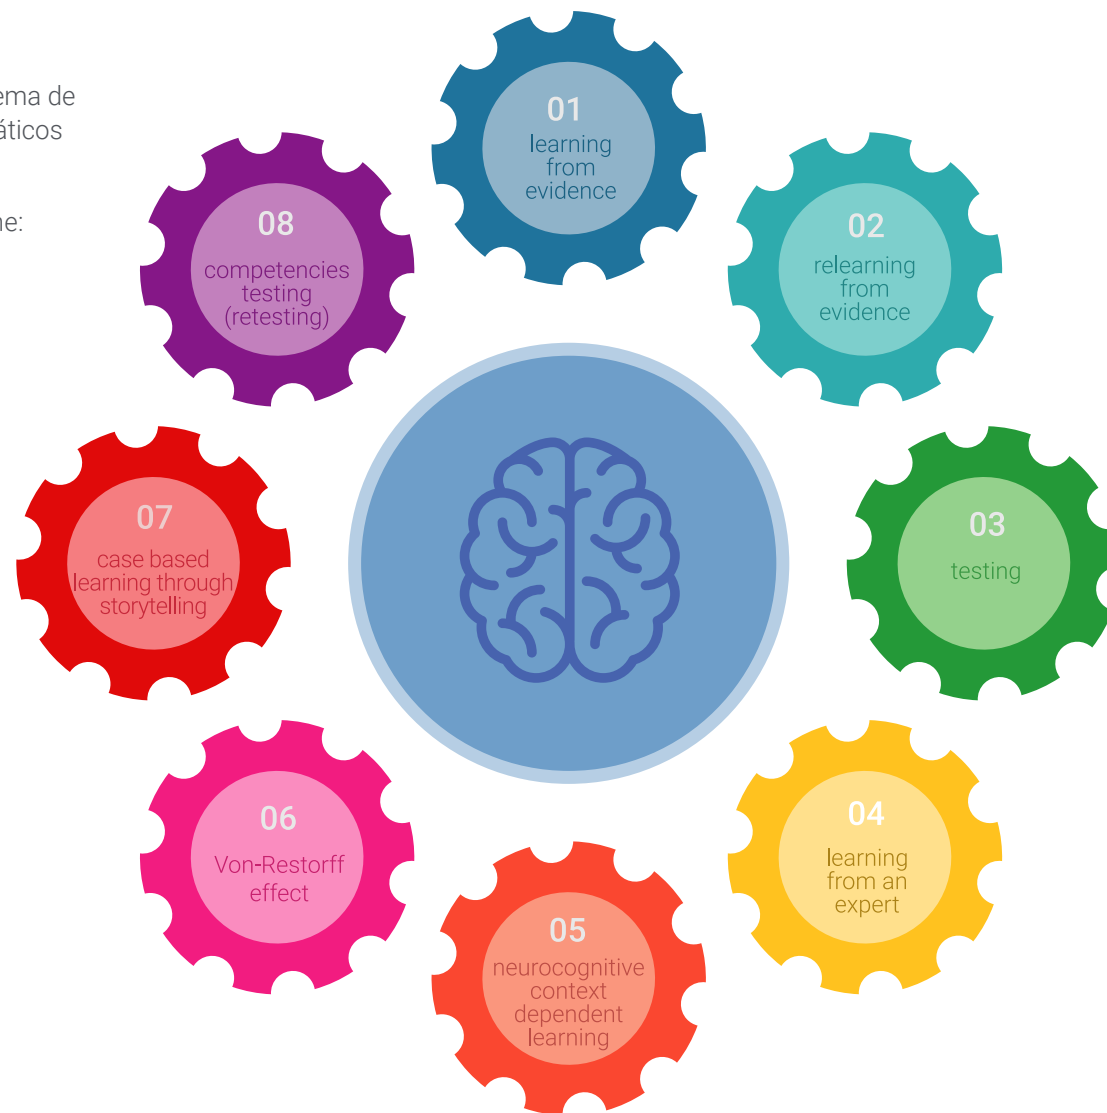 ema de
áticos
ne:
01
learning
from
evidence
02
relearning
from
evidence
03
testing
04
learning
from an
expert
05
neurocognitive
context
dependent
learning
06
Von-Restorff
effect
07
case based
learning through
storytelling
08
competencies
testing
(retesting)